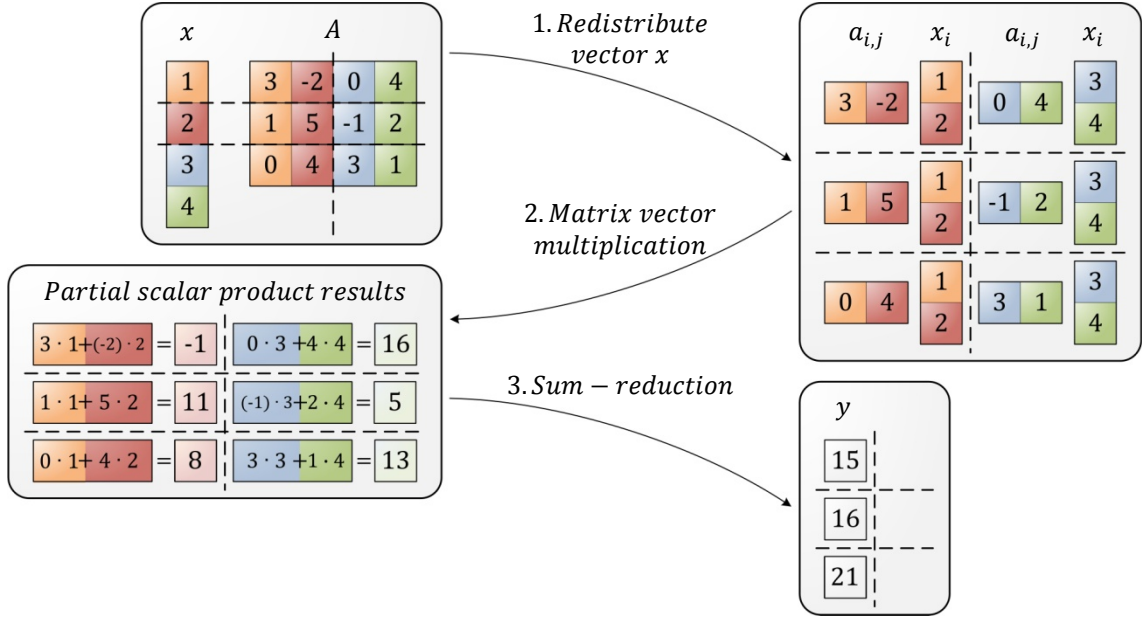 x A
1
2
3
4
3 -2 0 4
1 5 -1 2
0 4 3 1
1. Redistribute
vector x
a_{i,j} x_i a_{i,j} x_i
3 -2 1 2 0 4 3 4
1 5 1 2 -1 2 3 4
0 4 1 2 3 1 3 4
2. Matrix vector
multiplication
Partial scalar product results
3 · 1+(-2) · 2 = -1 0 · 3 +4 · 4 = 16
1 · 1+ 5 · 2 = 11 (-1) · 3+2 · 4 = 5
0 · 1+ 4 · 2 = 8 3 · 3 +1 · 4 = 13
3. Sum − reduction
y
15
16
21